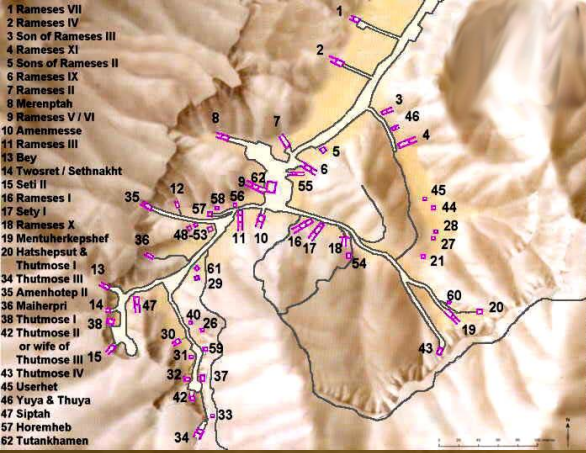 1 Rameses VII
2 Rameses IV
3 Son of Rameses III
4 Rameses XI
5 Sons of Rameses II
6 Rameses IX
7 Rameses II
8 Merenptah
9 Rameses V / VI
10 Amenmesse
11 Rameses III
13 Bey
14 Twosret / Sethnakht
15 Seti II
16 Rameses I
17 Sety I
18 Rameses X
19 Mentuherkepshef
20 Hatshepsut &
Thutmose I
34 Thutmose III
35 Amenhotep II
36 Maiherpri
38 Thutmose I
42 Thutmose II
or wife of
Thutmose III
43 Thutmose IV
45 Userhet
46 Yuya & Thuya
47 Siptah
57 Horemheb
62 Tutankhamen
1
2
3
46
4
8
7
5
6
9
62
55
45
44
35
12
58
56
57
48-53
11
10
16
17
18
54
28
27
21
36
61
29
13
14
38
15
47
40
26
30
31
59
32
37
42
33
34
60
20
19
43